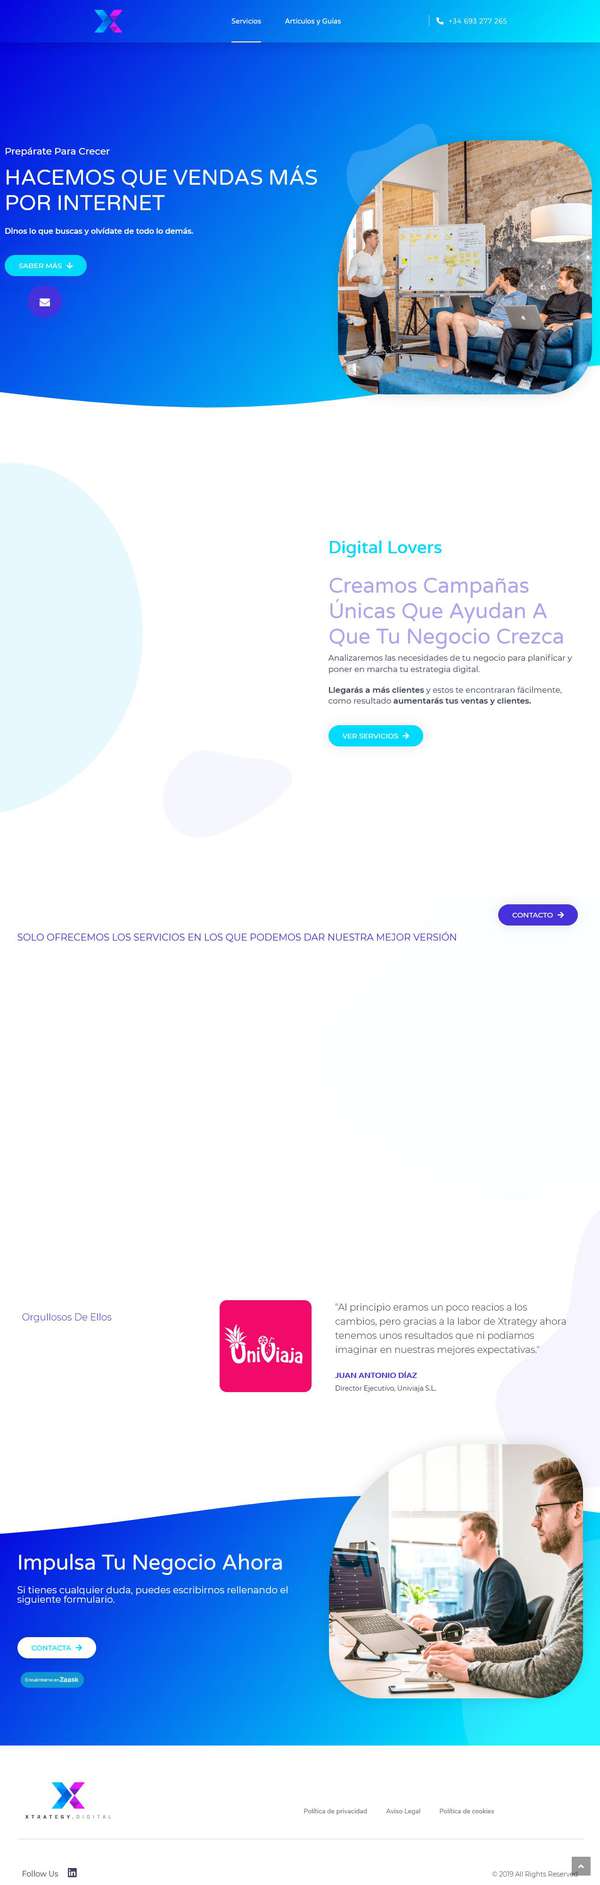 Servicios
Artículos y Guías
+34 693 277 265
Prepárate Para Crecer
HACEMOS QUE VENDAS MÁS
POR INTERNET
Dinos lo que buscas y olvídate de todo lo demás.
SABER MÁS
Digital Lovers
Creamos Campañas
Únicas Que Ayudan A
Que Tu Negocio Crezca
Analizaremos las necesidades de tu negocio para planificar y
poner en marcha tu estrategia digital.
Llegarás a más clientes y estos te encontraran fácilmente,
como resultado aumentarás tus ventas y clientes.
VER SERVICIOS
CONTACTO
SOLO OFRECEMOS LOS SERVICIOS EN LOS QUE PODEMOS DAR NUESTRA MEJOR VERSIÓN
Orgullosos De Ellos
UniViaja
"Al principio eramos un poco reacios a los
cambios, pero gracias a la labor de Xtrategy ahora
tenemos unos resultados que ni podíamos
imaginar en nuestras mejores expectativas."
JUAN ANTONIO DÍAZ
Director Ejecutivo, Univiaja S.L.
Impulsa Tu Negocio Ahora
Si tienes cualquier duda, puedes escribirnos rellenando el
siguiente formulario.
CONTACTA
Encuéntrame en Zaask
XTRATEGY.DIGITAL
Política de privacidad
Aviso Legal
Política de cookies
Follow Us
© 2019 All Rights Reserved